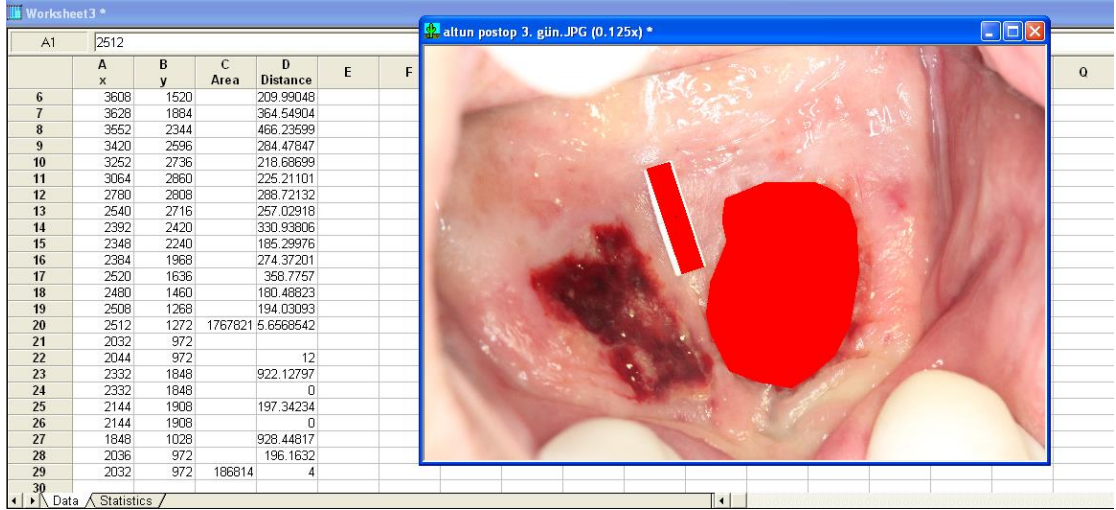 Worksheet3 *
altun postop 3. gün.JPG (0.125x) *
A1 2512
A B C D E F Q
x y Area Distance
6 3608 1520 209.99048
7 3628 1884 364.54904
8 3552 2344 466.23599
9 3420 2596 284.47847
10 3252 2736 218.68699
11 3064 2860 225.21101
12 2780 2808 288.72132
13 2540 2716 257.02918
14 2392 2420 330.93806
15 2348 2240 185.29976
16 2384 1968 274.37201
17 2520 1636 358.7757
18 2480 1460 180.48823
19 2508 1268 194.03093
20 2512 1272 1767821 5.6568542
21 2032 972
22 2044 972 12
23 2332 1848 922.12797
24 2332 1848 0
25 2144 1908 197.34234
26 2144 1908 0
27 1848 1028 928.44817
28 2036 972 196.1632
29 2032 972 186814 4
30
Data Statistics